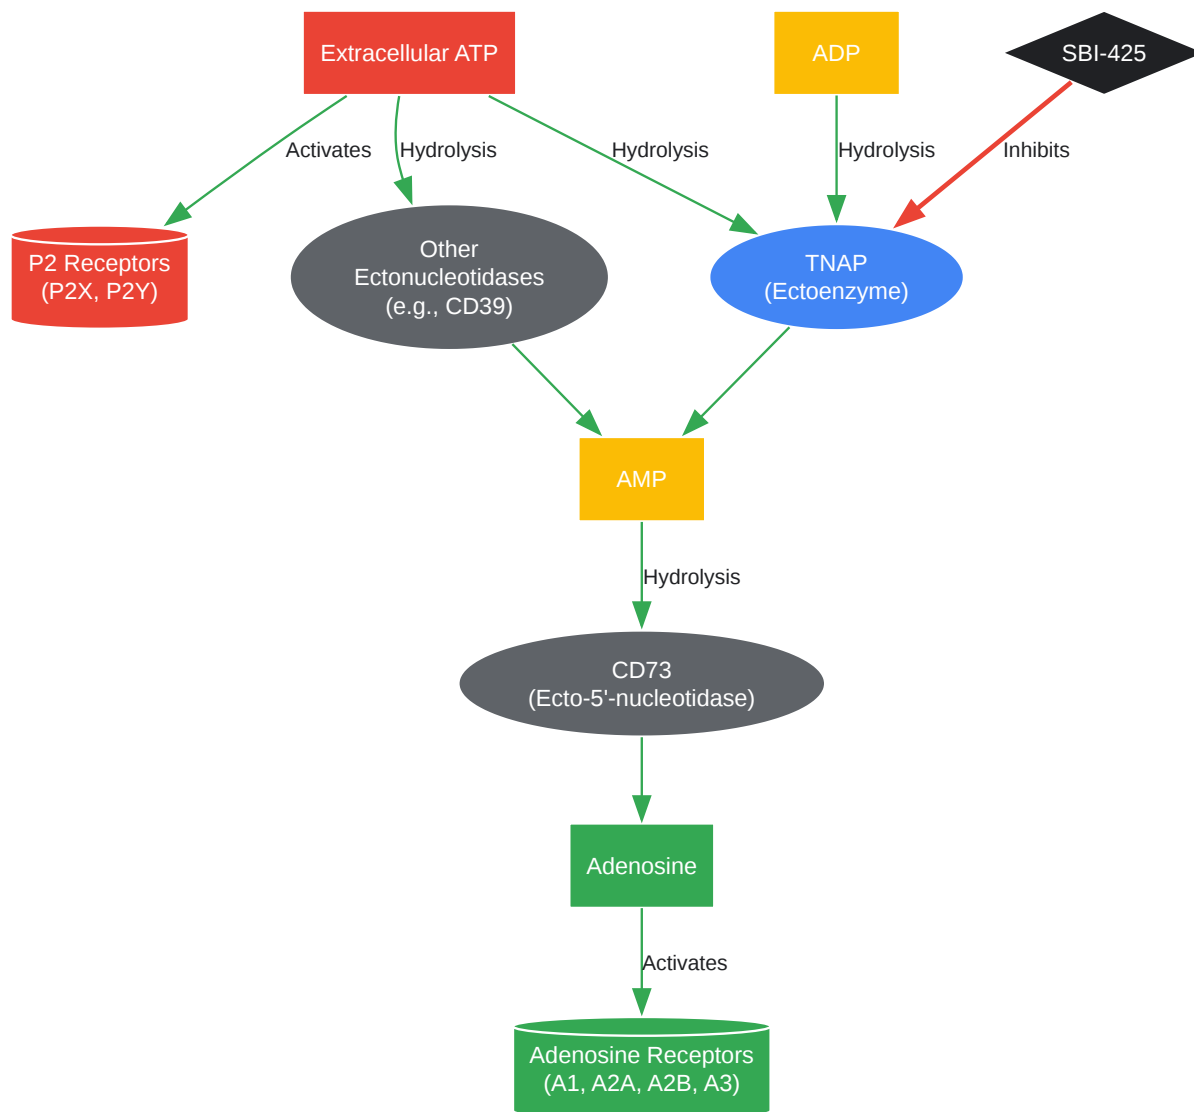 Extracellular ATP
ADP
SBI-425
Activates
Hydrolysis
Hydrolysis
Hydrolysis
Inhibits
P2 Receptors
(P2X, P2Y)
Other
Ectonucleotidases
(e.g., CD39)
TNAP
(Ectoenzyme)
AMP
Hydrolysis
CD73
(Ecto-5'-nucleotidase)
Adenosine
Activates
Adenosine Receptors
(A1, A2A, A2B, A3)